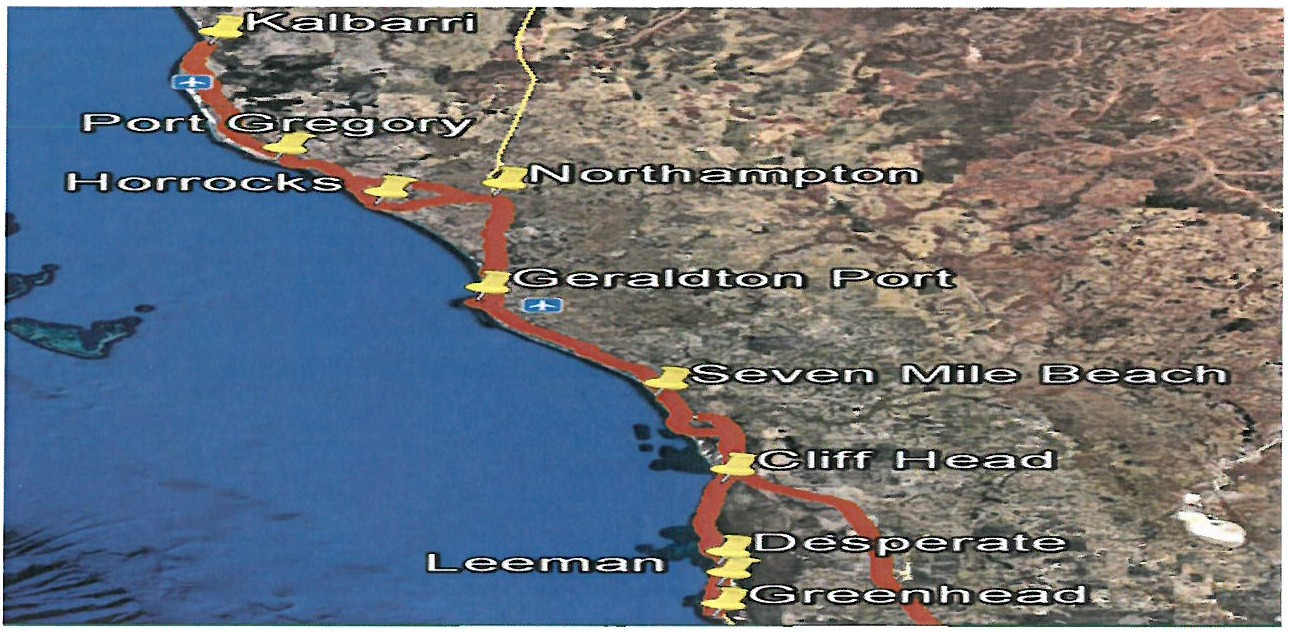 Kalbarri
Port Gregory
Horrocks
Northampton
Geraldton Port
Seven Mile Beach
Cliff Head
Desperate
Leeman
Greenhead